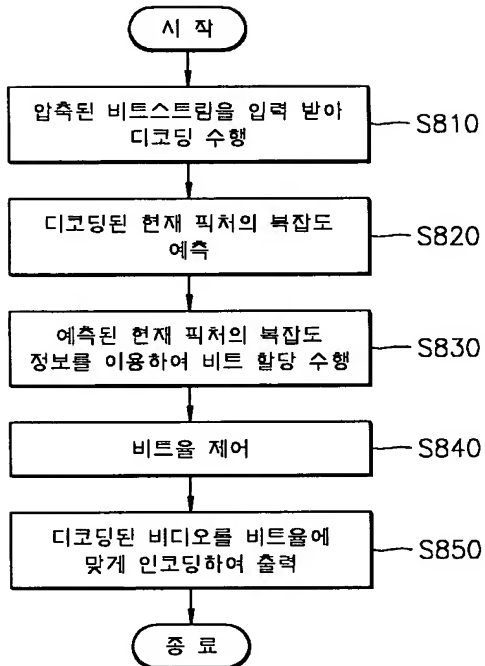 시 작
압축된 비트스트림을 입력 받아
디코딩 수행
S810
디코딩된 현재 픽처의 복잡도
예측
S820
예측된 현재 픽처의 복잡도
정보를 이용하여 비트 할당 수행
S830
비트율 제어
S840
디코딩된 비디오를 비트율에
맞게 인코딩하여 출력
S850
종 료